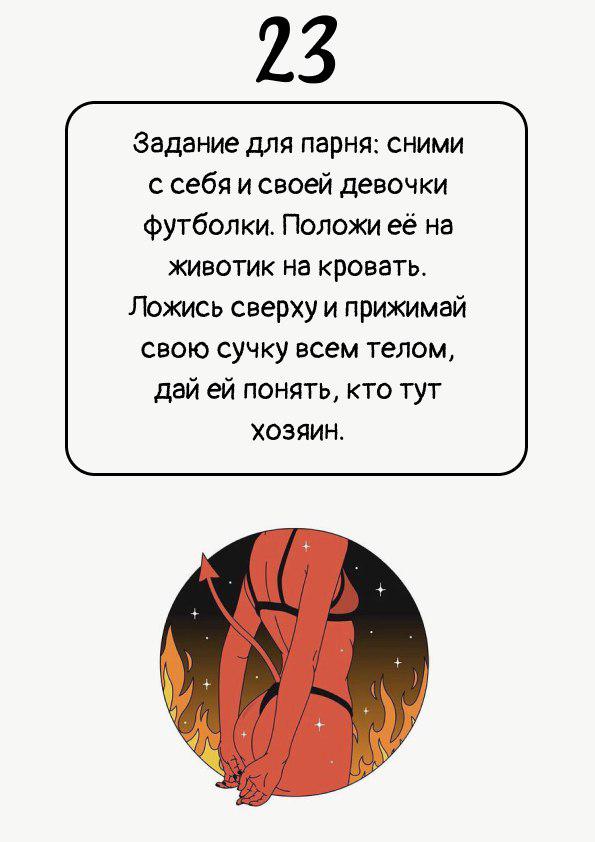 23
Задание для парня: сними
с себя и своей девочки
футболки. Положи её на
животик на кровать.
Ложись сверху и прижимай
свою сучку всем телом,
дай ей понять, кто тут
хозяин.